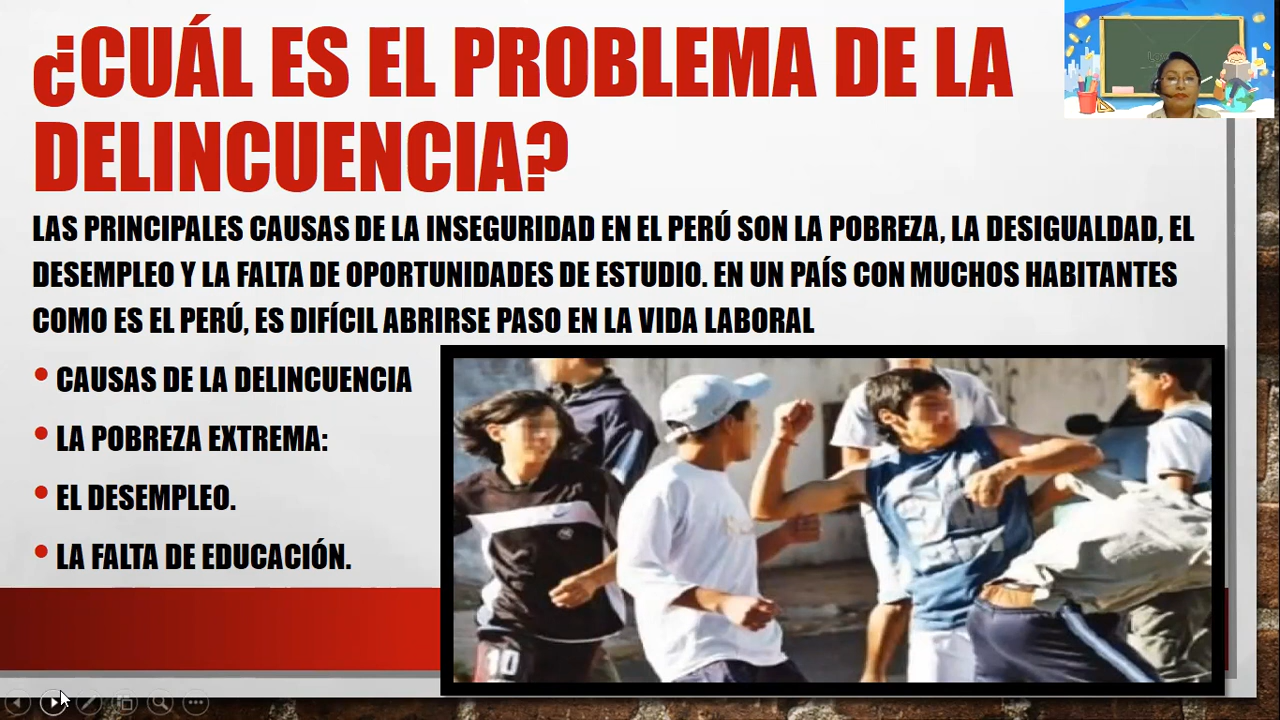 ¿CUÁL ES EL PROBLEMA DE LA
DELINCUENCIA?
LAS PRINCIPALES CAUSAS DE LA INSEGURIDAD EN EL PERÚ SON LA POBREZA, LA DESIGUALDAD, EL
DESEMPLEO Y LA FALTA DE OPORTUNIDADES DE ESTUDIO. EN UN PAÍS CON MUCHOS HABITANTES
COMO ES EL PERÚ, ES DIFÍCIL ABRIRSE PASO EN LA VIDA LABORAL
• CAUSAS DE LA DELINCUENCIA
• LA POBREZA EXTREMA:
• EL DESEMPLEO.
• LA FALTA DE EDUCACIÓN.
10